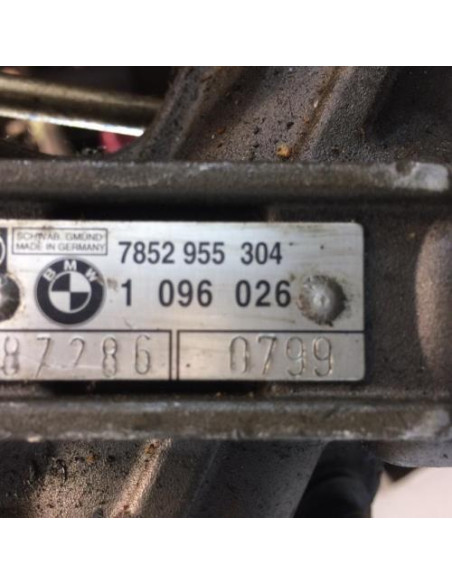 SCHWÄB. GMÜND
MADE IN GERMANY
7852 955 304
BMW
1 096 026
87286
0799